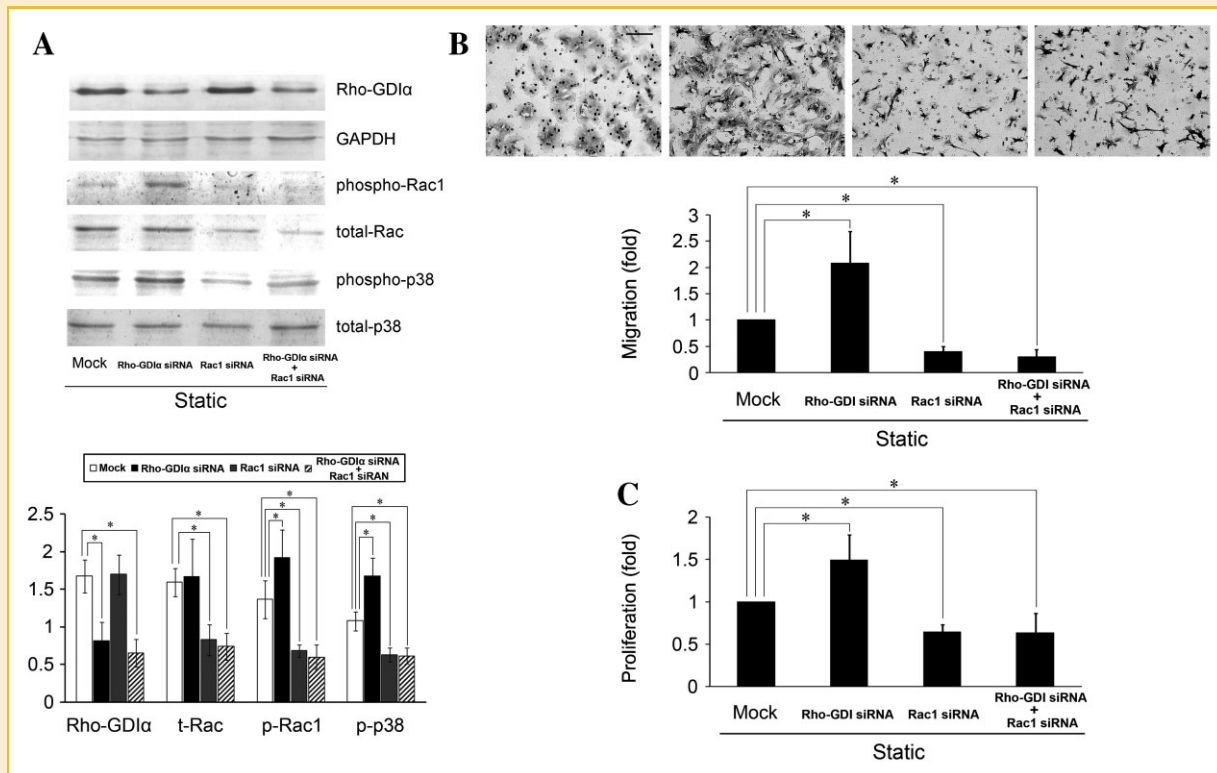 A
Rho-GDIα
GAPDH
phospho-Rac1
total-Rac
phospho-p38
total-p38
Mock Rho-GDIα siRNA Rac1 siRNA Rho-GDIα siRNA + Rac1 siRNA
Static
Mock Rho-GDIα siRNA Rac1 siRNA Rho-GDIα siRNA + Rac1 siRAN
* * * * * * * * * *
2.5
2
1.5
1
0.5
0
Rho-GDIα t-Rac p-Rac1 p-p38
B
*
*
*
Migration (fold)
3
2.5
2
1.5
1
0.5
0
Mock Rho-GDI siRNA Rac1 siRNA Rho-GDI siRNA + Rac1 siRNA
Static
C
*
*
*
Proliferation (fold)
2
1.5
1
0.5
0
Mock Rho-GDI siRNA Rac1 siRNA Rho-GDI siRNA + Rac1 siRNA
Static